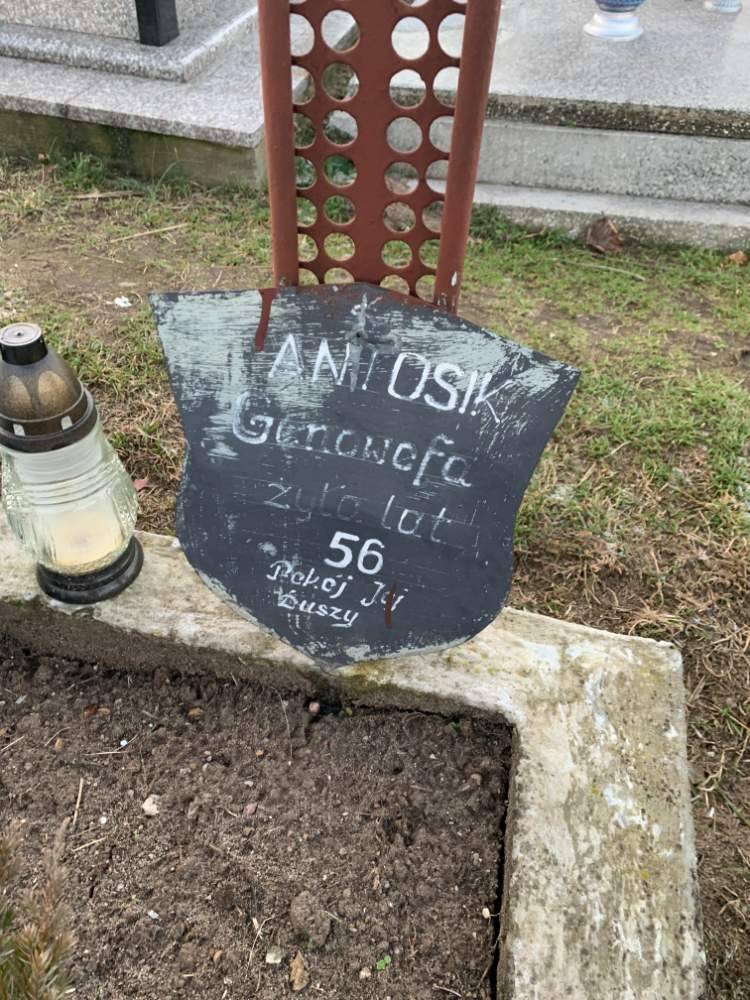 ANTOSIK
Genowefa
żyła lat
56
Pokój Jej
Duszy